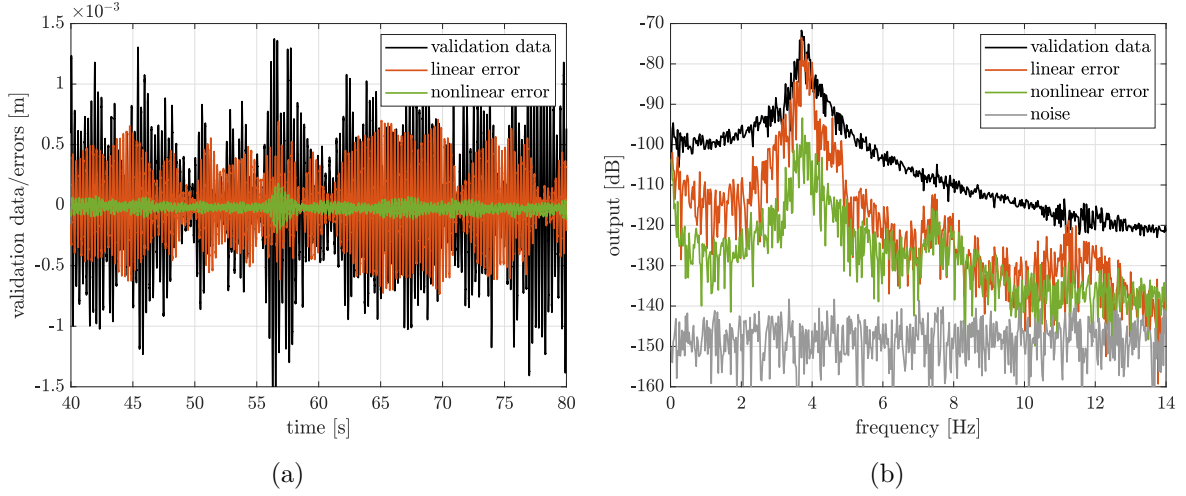 ×10⁻³
1.5
1
0.5
0
-0.5
-1
-1.5
validation data/errors [m]
validation data
linear error
nonlinear error
40 45 50 55 60 65 70 75 80
time [s]
(a)
-70
-80
-90
-100
-110
-120
-130
-140
-150
-160
output [dB]
validation data
linear error
nonlinear error
noise
0 2 4 6 8 10 12 14
frequency [Hz]
(b)